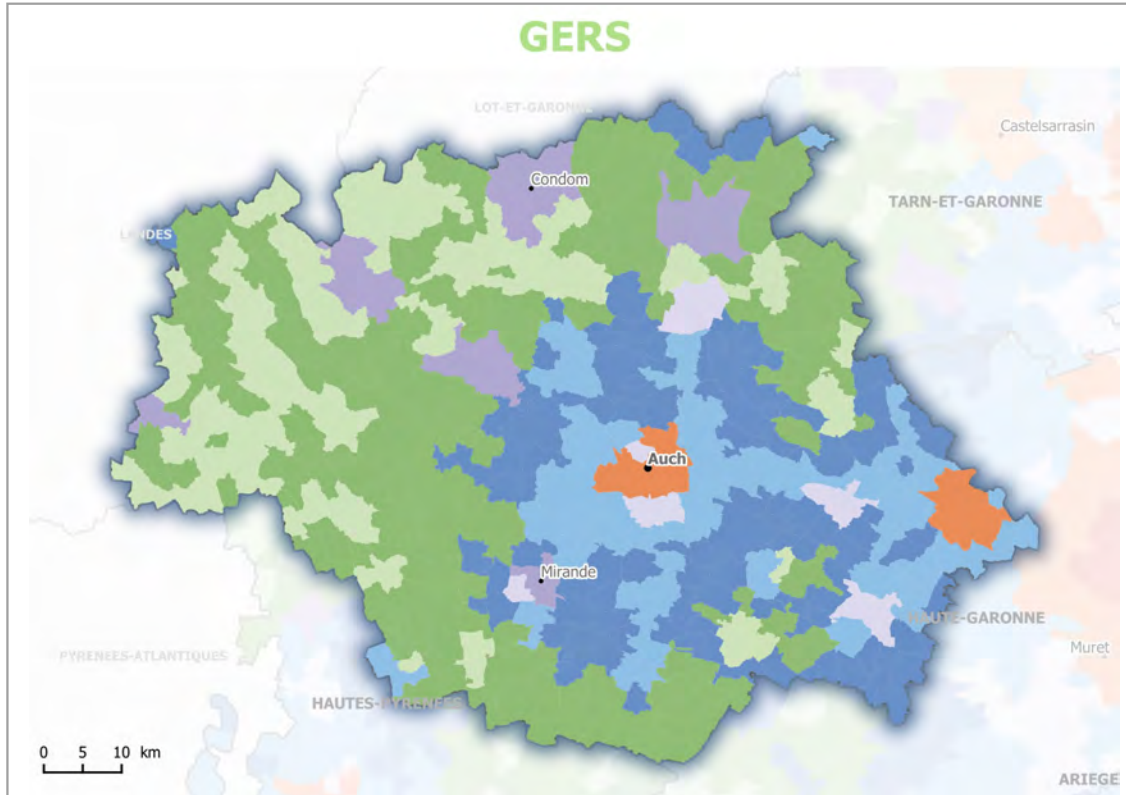 GERS
LOT-ET-GARONNE
Castelsarrasin
Condom
TARN-ET-GARONNE
LANDES
Auch
Mirande
HAUTE-GARONNE
Muret
PYRENEES-ATLANTIQUES
HAUTES-PYRENEES
0 5 10 km
ARIEGE